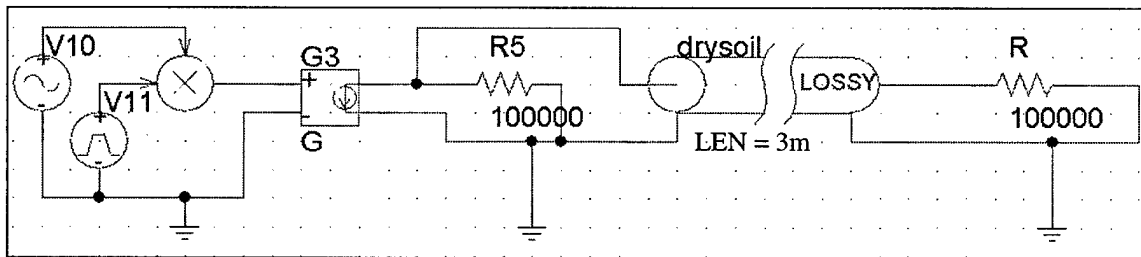 V10
V11
G3
G
R5
100000
drysoil
LOSSY
LEN = 3m
R
100000